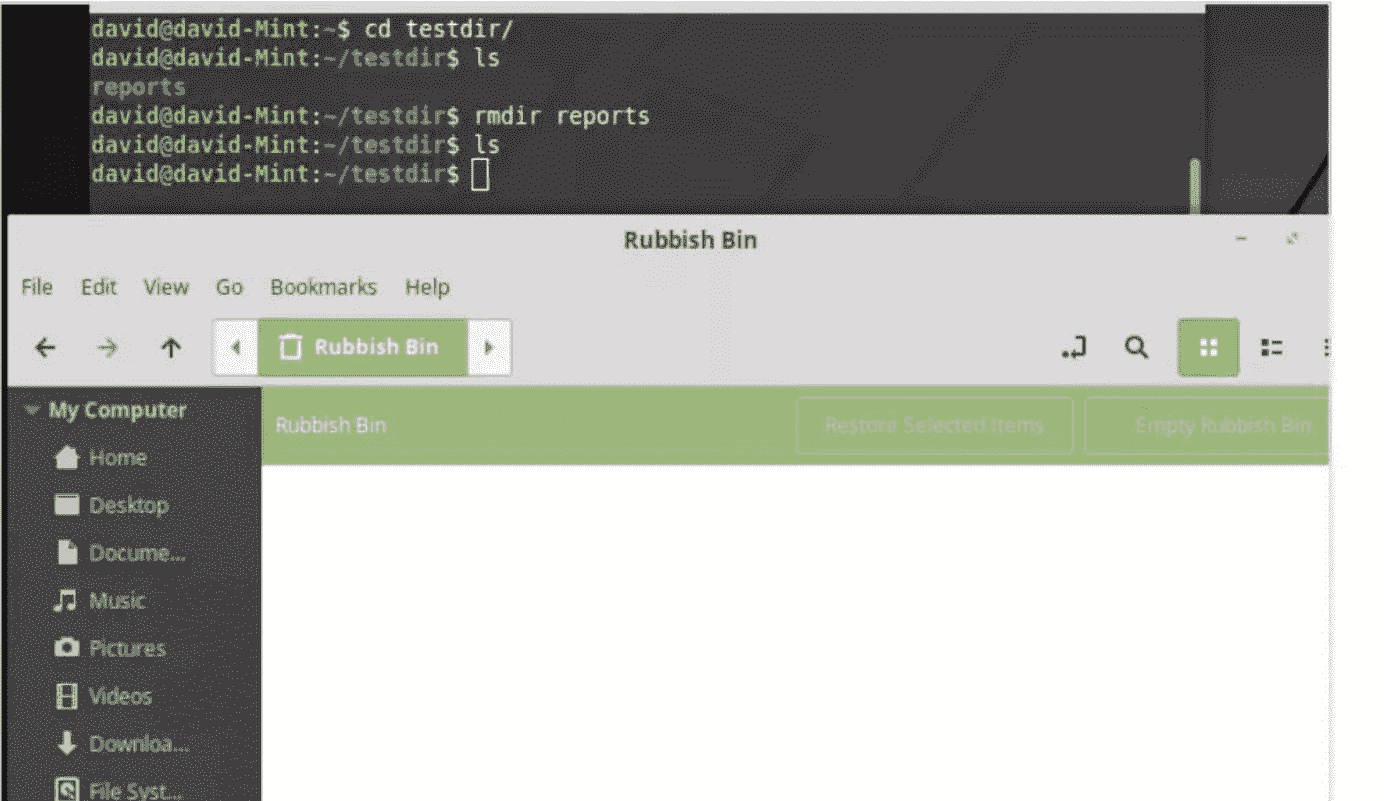 david@david-Mint:~$ cd testdir/
david@david-Mint:~/testdir$ ls
reports
david@david-Mint:~/testdir$ rmdir reports
david@david-Mint:~/testdir$ ls
david@david-Mint:~/testdir$
Rubbish Bin
File Edit View Go Bookmarks Help
Rubbish Bin
My Computer
Rubbish Bin Restore Selected Items Empty Rubbish Bin
Home
Desktop
Docume...
Music
Pictures
Videos
Downloa...
File Syst...